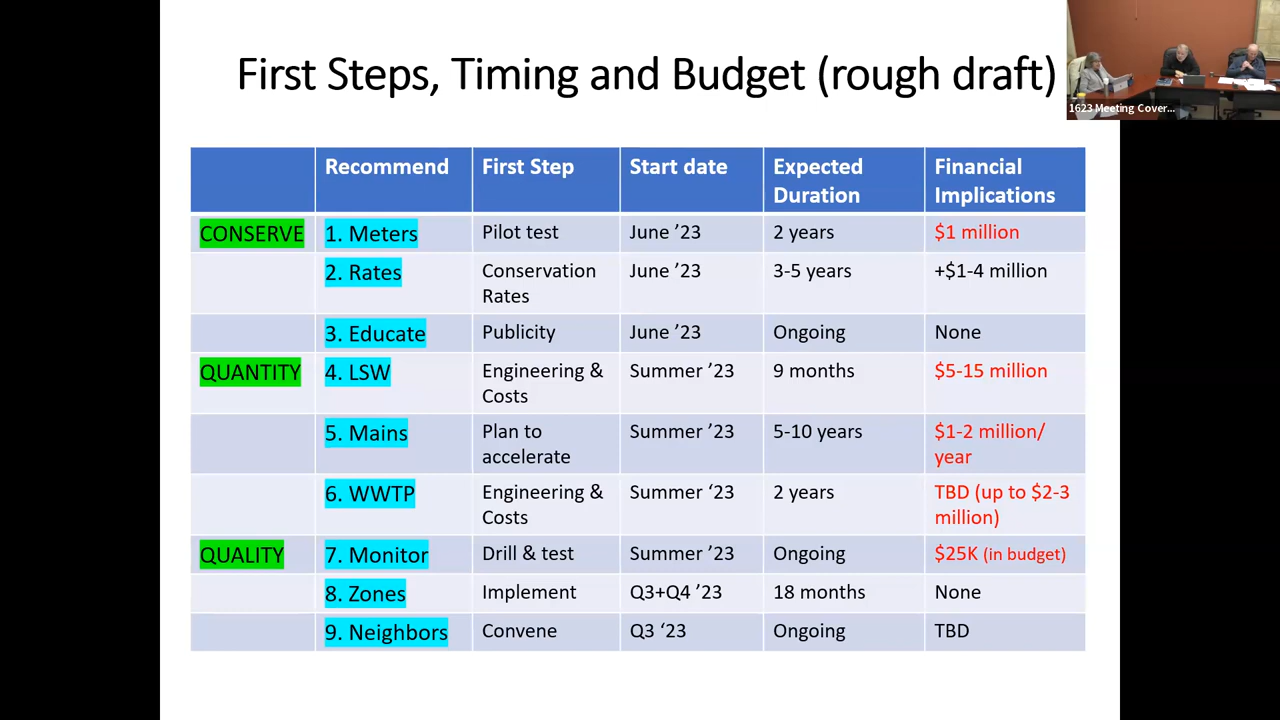 First Steps, Timing and Budget (rough draft)
1623 Meeting Cover...
Recommend First Step Start date Expected Duration Financial Implications
CONSERVE 1. Meters Pilot test June ’23 2 years $1 million
2. Rates Conservation Rates June ’23 3-5 years +$1-4 million
3. Educate Publicity June ’23 Ongoing None
QUANTITY 4. LSW Engineering & Costs Summer ’23 9 months $5-15 million
5. Mains Plan to accelerate Summer ’23 5-10 years $1-2 million/ year
6. WWTP Engineering & Costs Summer ‘23 2 years TBD (up to $2-3 million)
QUALITY 7. Monitor Drill & test Summer ’23 Ongoing $25K (in budget)
8. Zones Implement Q3+Q4 ’23 18 months None
9. Neighbors Convene Q3 ‘23 Ongoing TBD